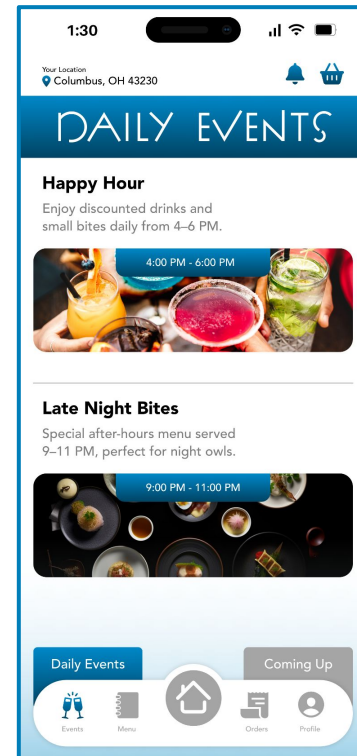 1:30
Your Location
Columbus, OH 43230
DAILY EVENTS
Happy Hour
Enjoy discounted drinks and
small bites daily from 4–6 PM.
4:00 PM - 6:00 PM
Late Night Bites
Special after-hours menu served
9–11 PM, perfect for night owls.
9:00 PM - 11:00 PM
Daily Events
Coming Up
Events
Menu
Orders
Profile